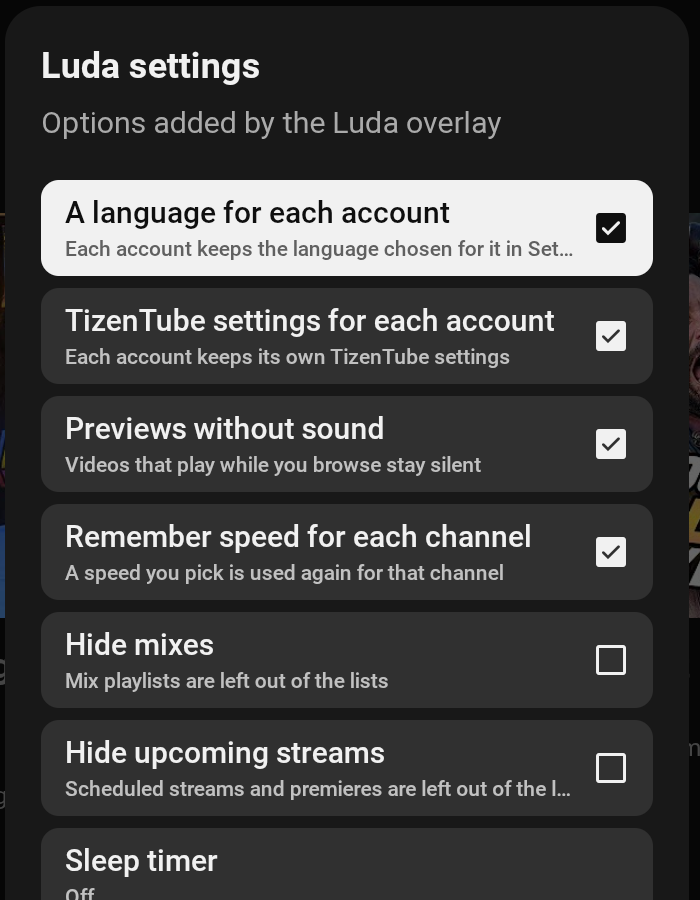 Luda settings
Options added by the Luda overlay
A language for each account
Each account keeps the language chosen for it in Set...
TizenTube settings for each account
Each account keeps its own TizenTube settings
Previews without sound
Videos that play while you browse stay silent
Remember speed for each channel
A speed you pick is used again for that channel
Hide mixes
Mix playlists are left out of the lists
Hide upcoming streams
Scheduled streams and premieres are left out of the l...
Sleep timer
Off